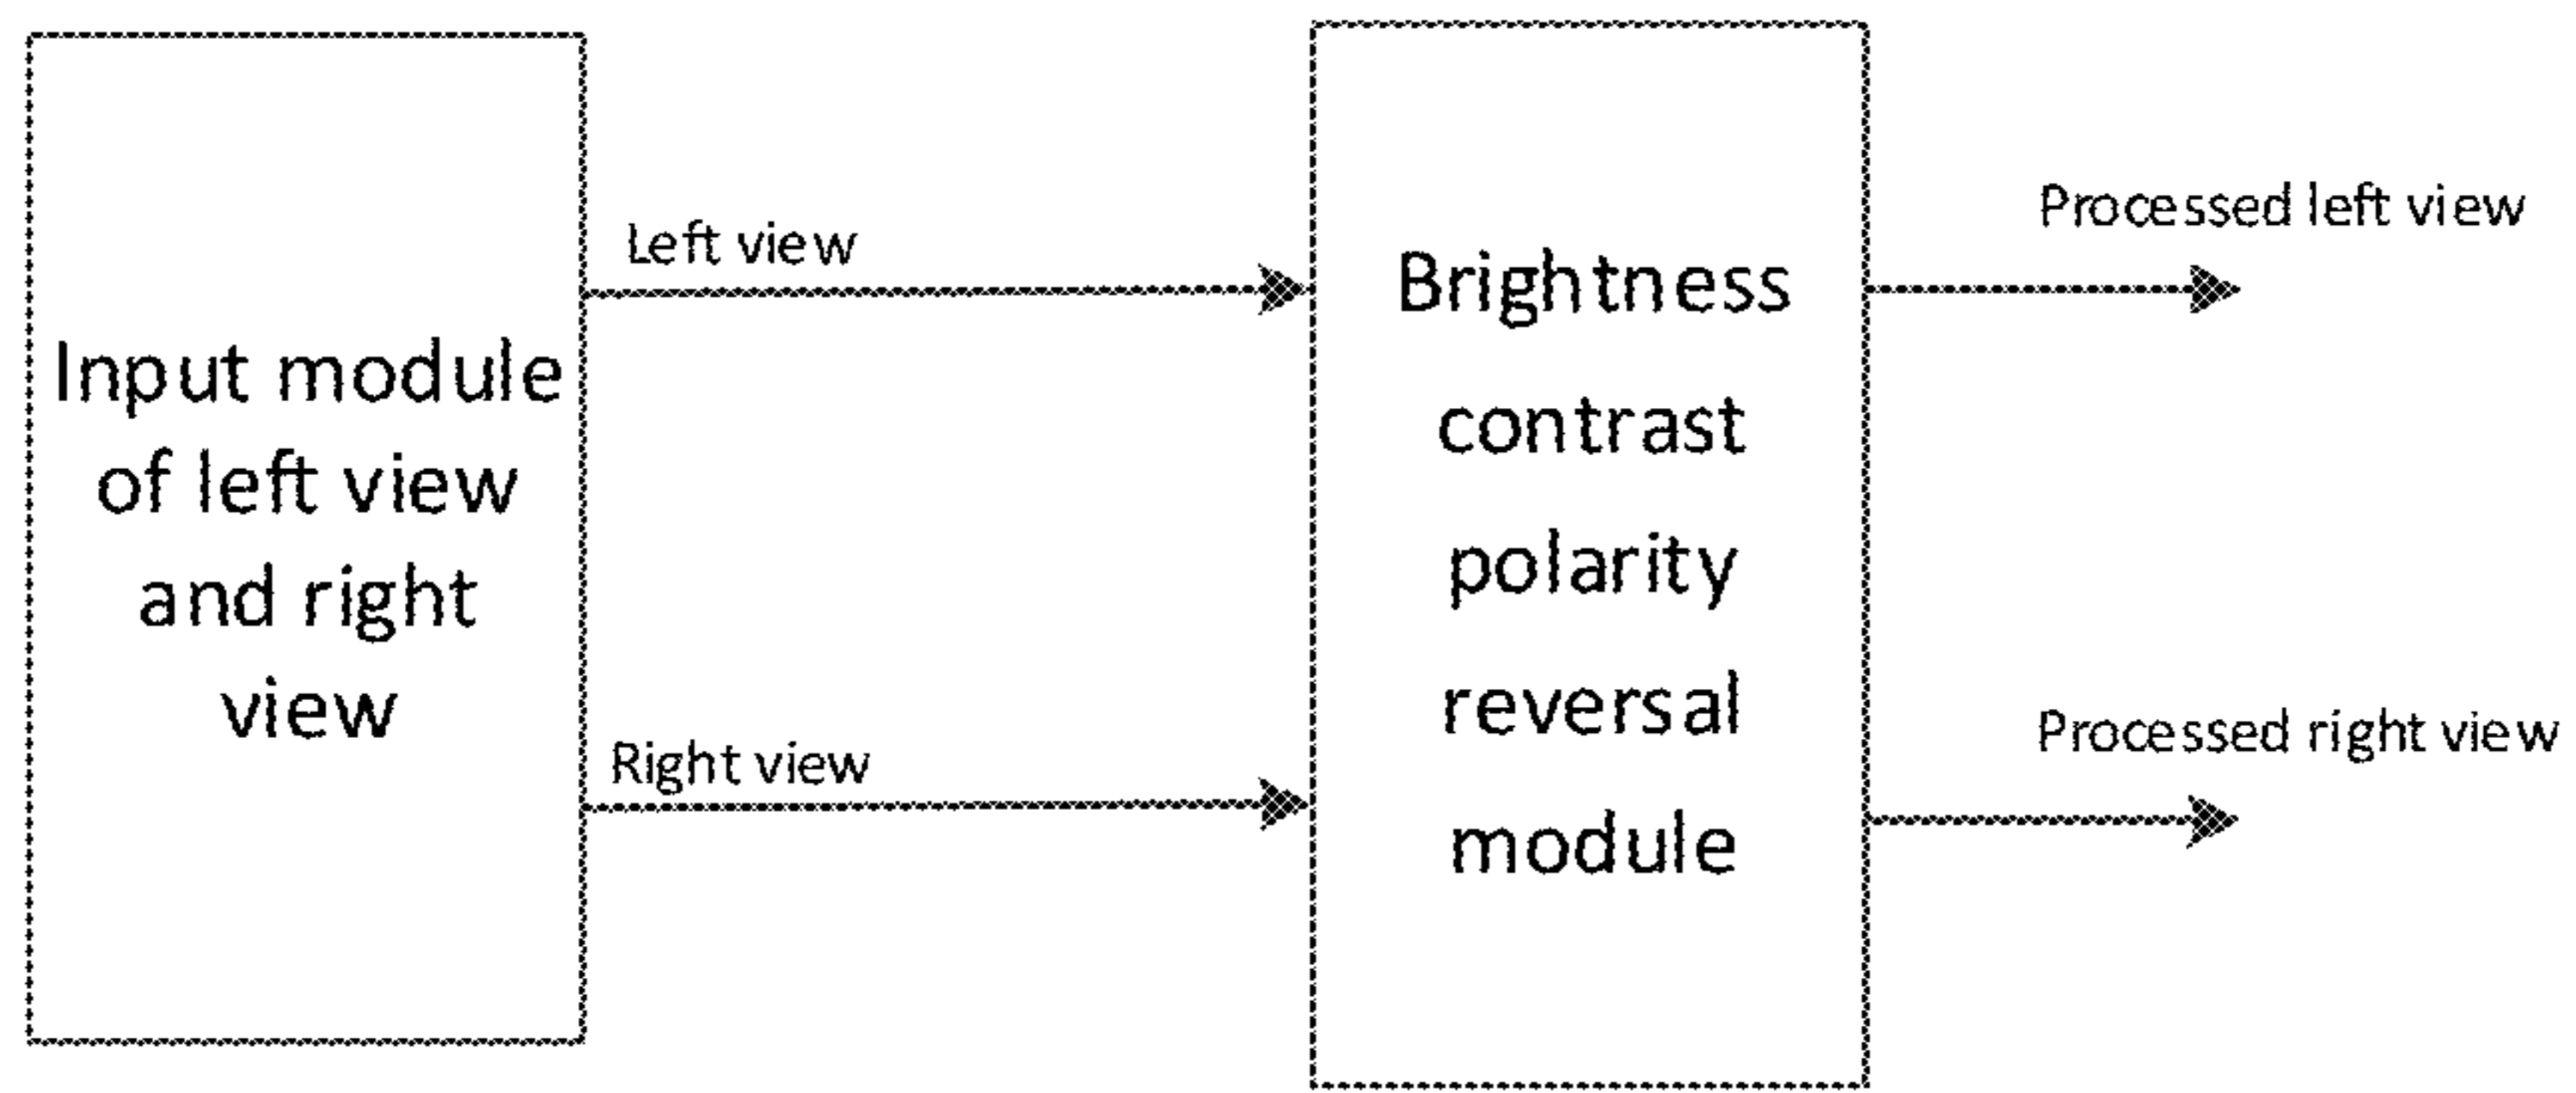 Input module
of left view
and right
view
Left view
Right view
Brightness
contrast
polarity
reversal
module
Processed left view
Processed right view